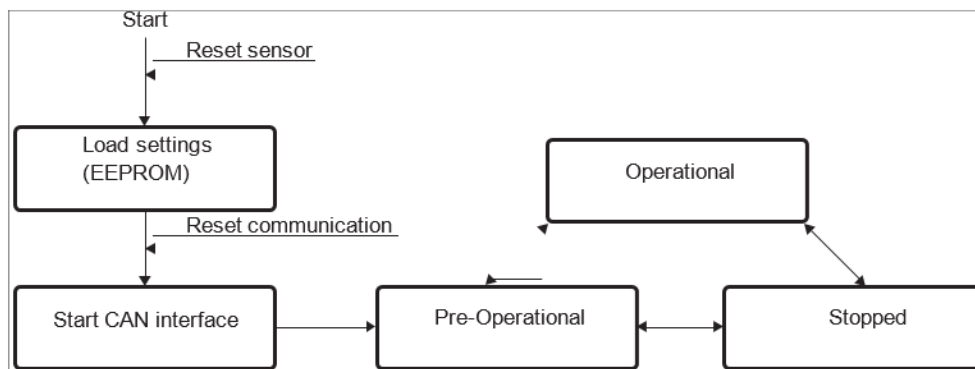 Start
Reset sensor
Load settings
(EEPROM)
Operational
Reset communication
Start CAN interface
Pre-Operational
Stopped